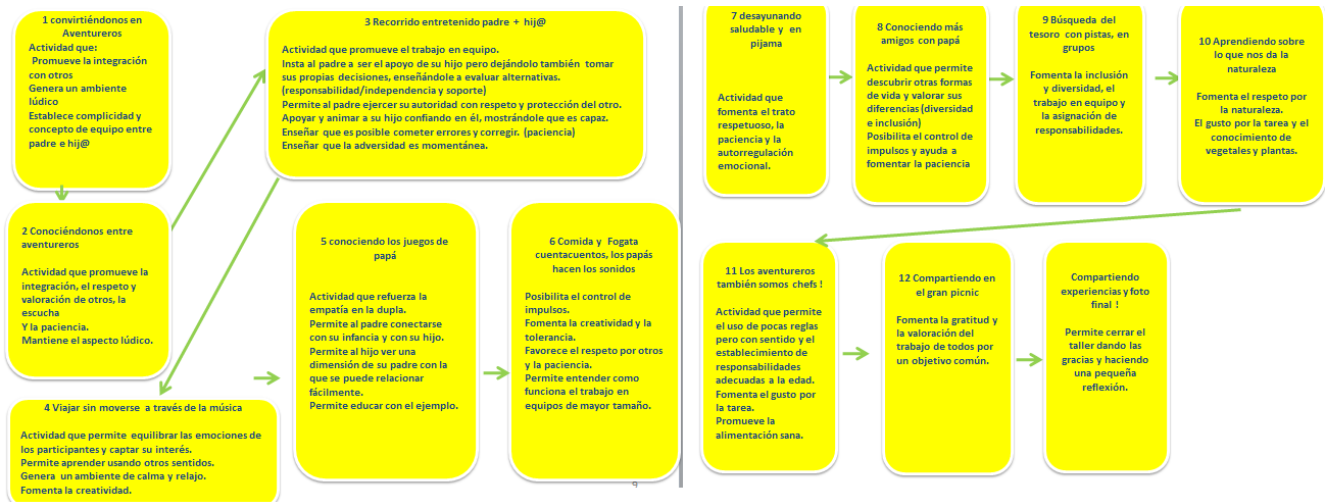 1 convirtiéndonos en
Aventureros
Actividad que:
Promueve la integración
con otros
Genera un ambiente
lúdico
Establece complicidad y
concepto de equipo entre
padre e hij@
2 Conociéndonos entre
aventureros
Actividad que promueve la
integración, el respeto y
valoración de otros, la
escucha
Y la paciencia.
Mantiene el aspecto lúdico.
3 Recorrido entretenido padre + hij@
Actividad que promueve el trabajo en equipo.
Insta al padre a ser el apoyo de su hijo pero dejándolo también tomar
sus propias decisiones, enseñándole a evaluar alternativas.
(responsabilidad/independencia y soporte)
Permite al padre ejercer su autoridad con respeto y protección del otro.
Apoyar y animar a su hijo confiando en él, mostrándole que es capaz.
Enseñar que es posible cometer errores y corregir. (paciencia)
Enseñar que la adversidad es momentánea.
4 Viajar sin moverse a través de la música
Actividad que permite equilibrar las emociones de
los participantes y captar su interés.
Permite aprender usando otros sentidos.
Genera un ambiente de calma y relajo.
Fomenta la creatividad.
5 conociendo los juegos de
papá
Actividad que refuerza la
empatía en la dupla.
Permite al padre conectarse
con su infancia y con su hijo.
Permite al hijo ver una
dimensión de su padre con la
que se puede relacionar
fácilmente.
Permite educar con el ejemplo.
6 Comida y Fogata
cuentacuentos, los papás
hacen los sonidos
Posibilita el control de
impulsos.
Fomenta la creatividad y la
tolerancia.
Favorece el respeto por otros
y la paciencia.
Permite entender como
funciona el trabajo en
equipos de mayor tamaño.
9
7 desayunando
saludable y en
pijama
Actividad que
fomenta el trato
respetuoso, la
paciencia y la
autorregulación
emocional.
8 Conociendo más
amigos con papá
Actividad que permite
descubrir otras formas
de vida y valorar sus
diferencias (diversidad
e inclusión)
Posibilita el control de
impulsos y ayuda a
fomentar la paciencia
9 Búsqueda del
tesoro con pistas, en
grupos
Fomenta la inclusión
y diversidad, el
trabajo en equipo y
la asignación de
responsabilidades.
10 Aprendiendo sobre
lo que nos da la
naturaleza
Fomenta el respeto por
la naturaleza.
El gusto por la tarea y el
conocimiento de
vegetales y plantas.
11 Los aventureros
también somos chefs !
Actividad que permite
el uso de pocas reglas
pero con sentido y el
establecimiento de
responsabilidades
adecuadas a la edad.
Fomenta el gusto por
la tarea.
Promueve la
alimentación sana.
12 Compartiendo en
el gran picnic
Fomenta la gratitud y
la valoración del
trabajo de todos por
un objetivo común.
Compartiendo
experiencias y foto
final !
Permite cerrar el
taller dando las
gracias y haciendo
una pequeña
reflexión.